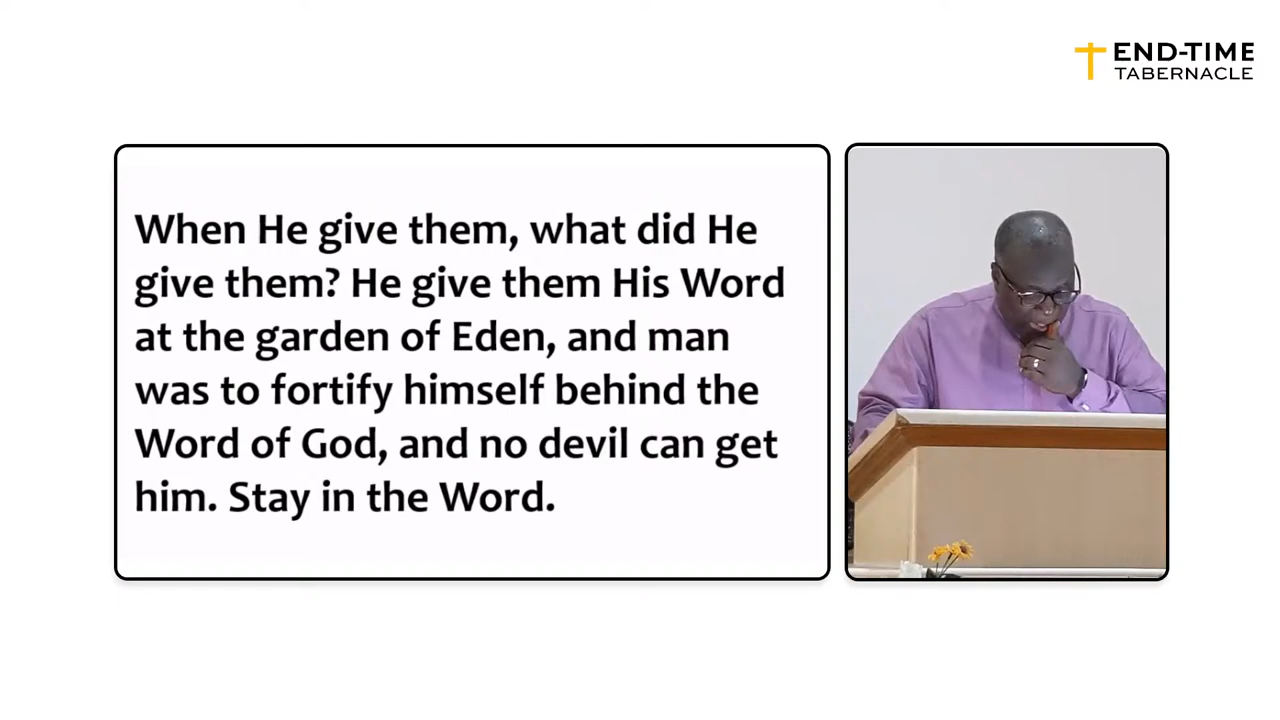 END-TIME
TABERNACLE
When He give them, what did He
give them? He give them His Word
at the garden of Eden, and man
was to fortify himself behind the
Word of God, and no devil can get
him. Stay in the Word.